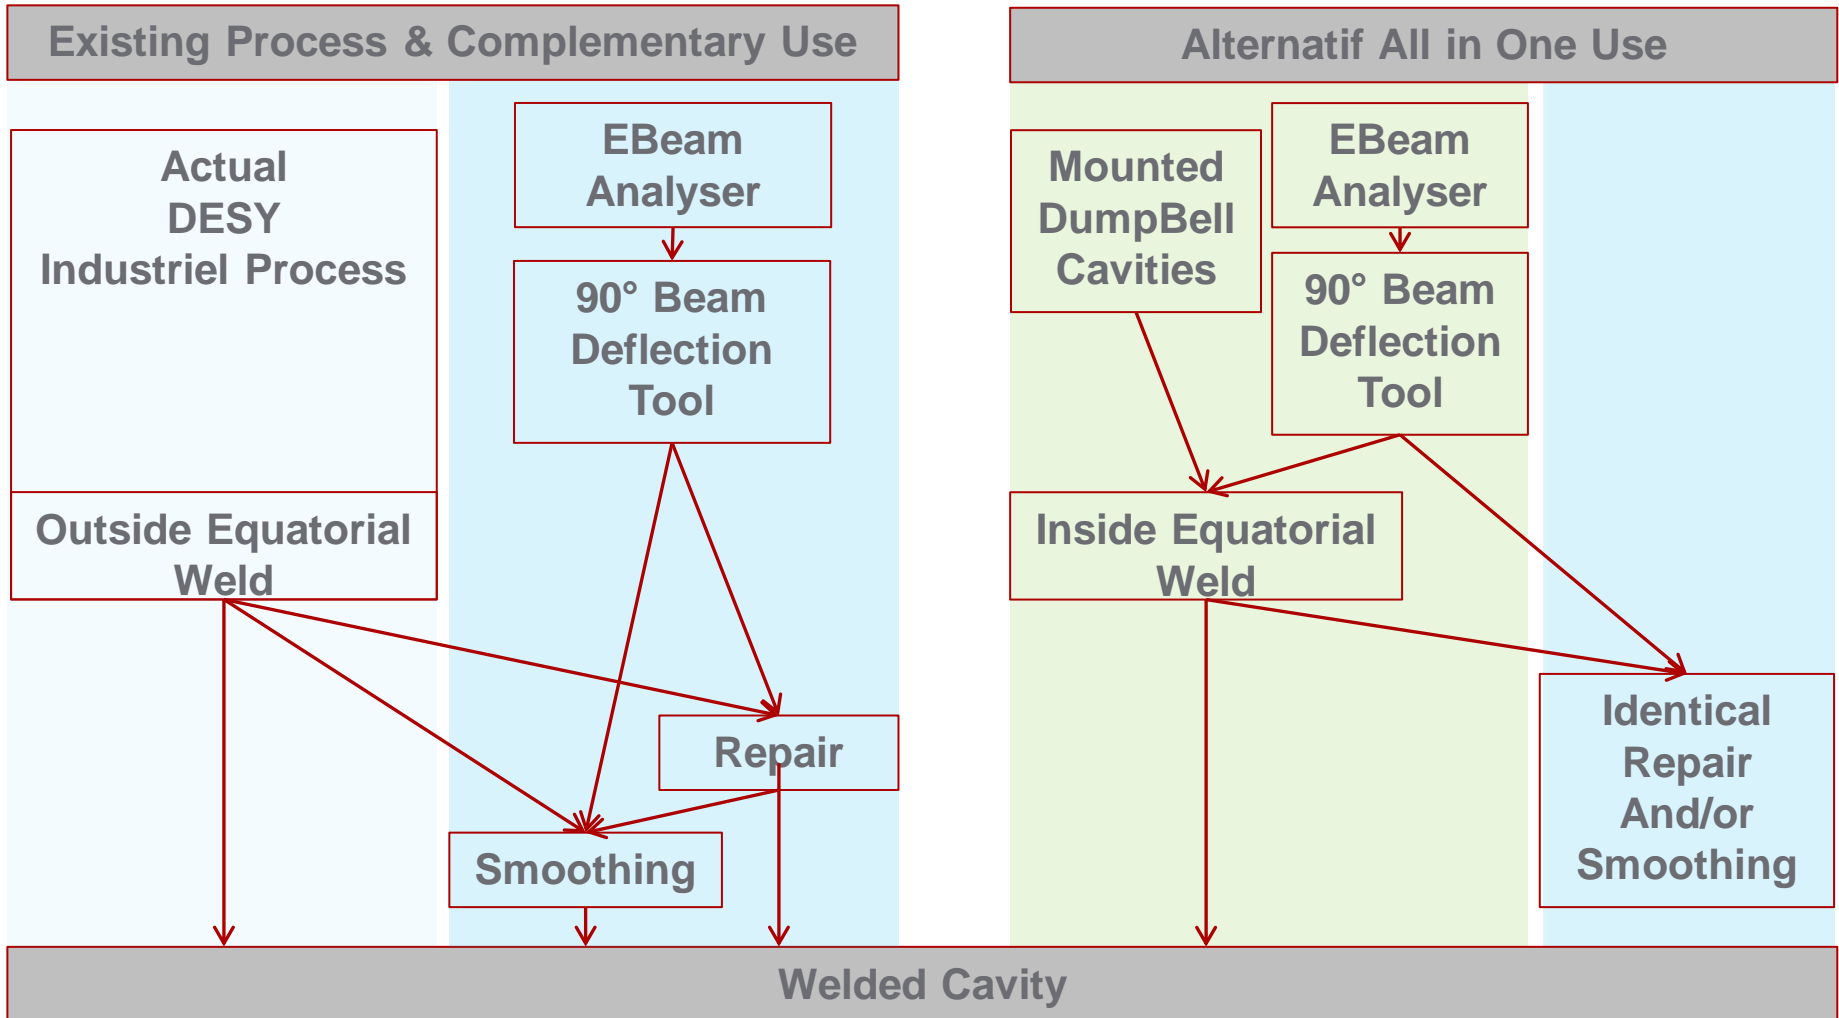 Existing Process & Complementary Use
Actual
DESY
Industriel Process
EBeam
Analyser
90° Beam
Deflection
Tool
Outside Equatorial
Weld
Repair
Smoothing
Alternatif All in One Use
Mounted
DumpBell
Cavities
EBeam
Analyser
90° Beam
Deflection
Tool
Inside Equatorial
Weld
Identical
Repair
And/or
Smoothing
Welded Cavity